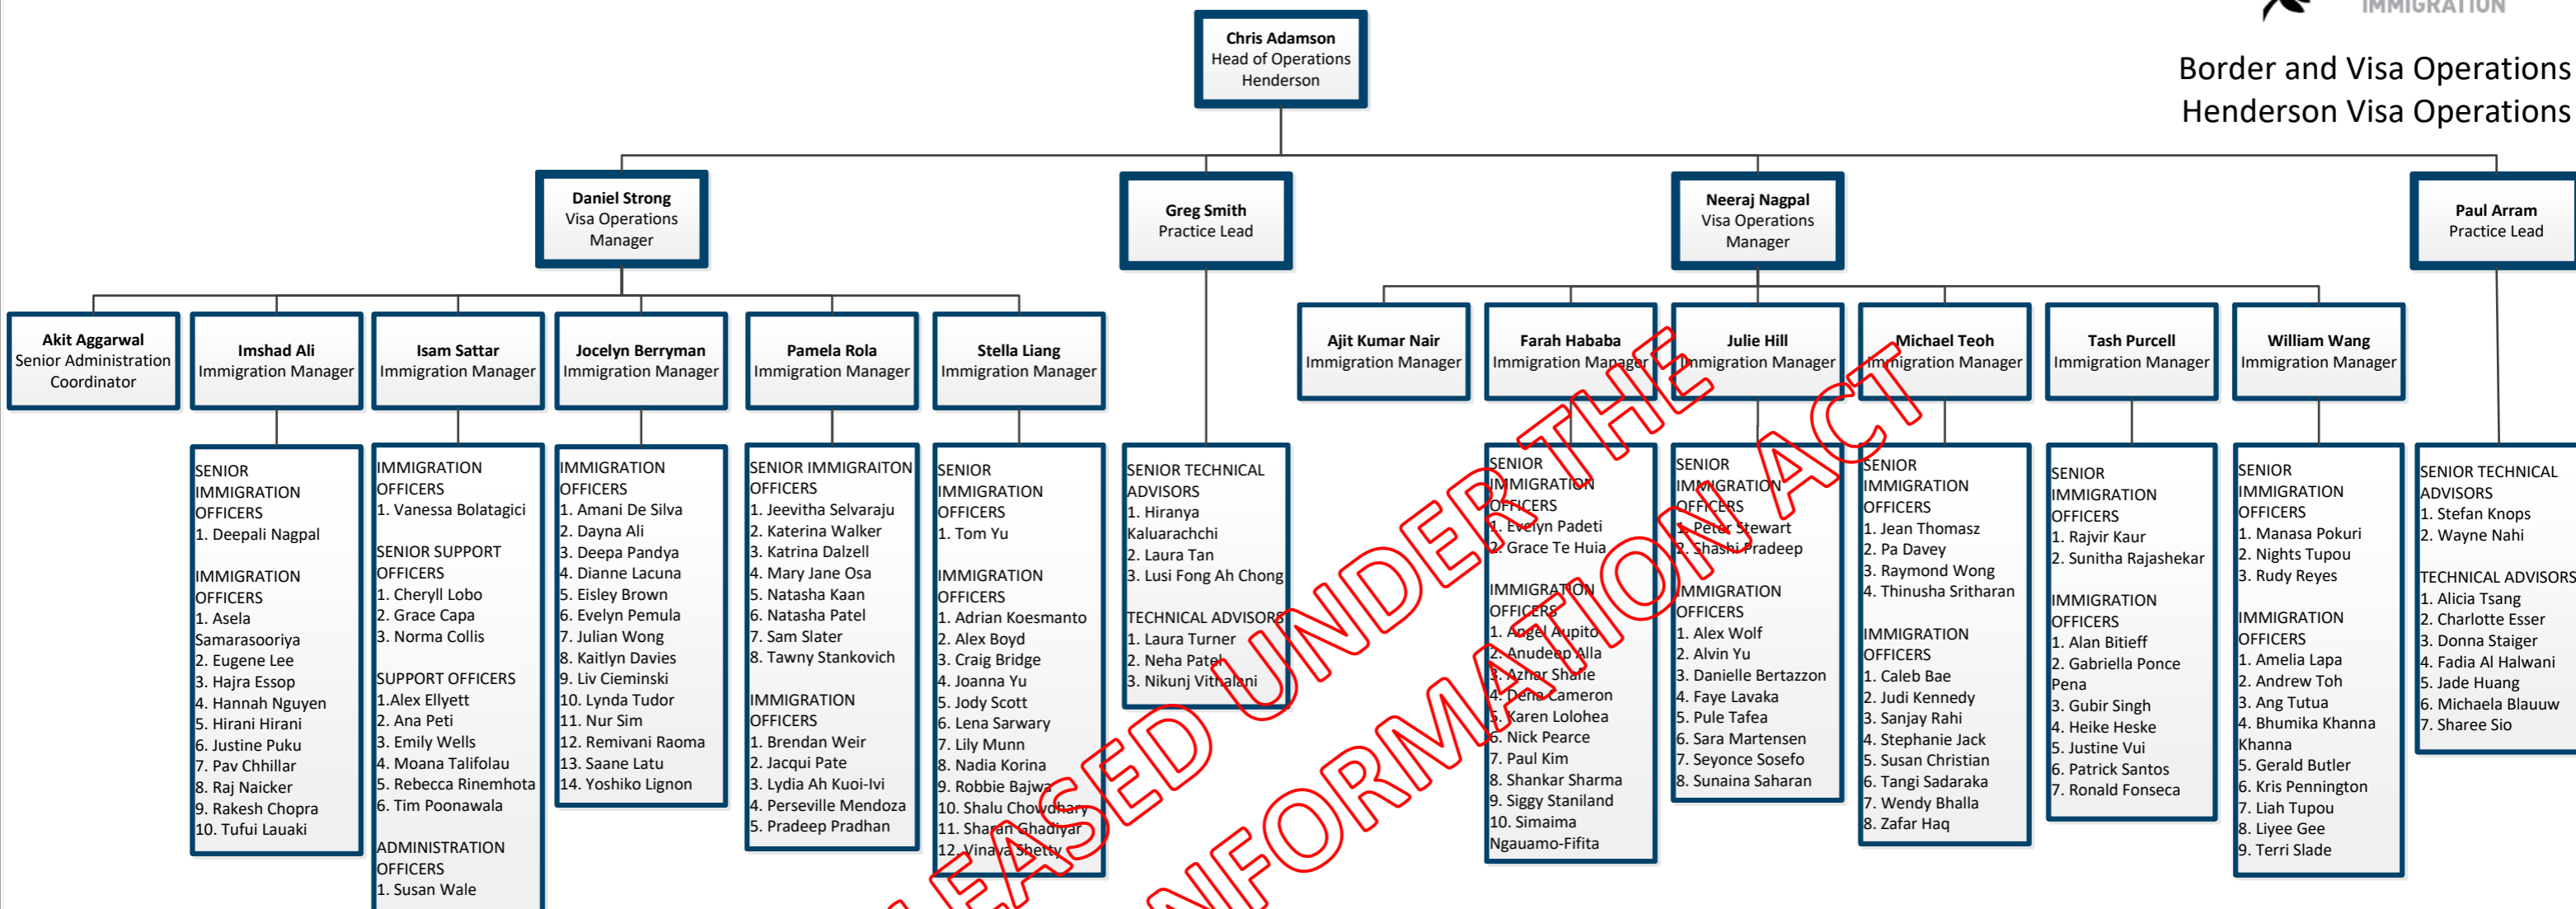 IMMIGRATION
Border and Visa Operations
Henderson Visa Operations
Chris Adamson
Head of Operations
Henderson
Daniel Strong
Visa Operations
Manager
Greg Smith
Practice Lead
Neeraj Nagpal
Visa Operations
Manager
Paul Arram
Practice Lead
Akit Aggarwal
Senior Administration
Coordinator
Imshad Ali
Immigration Manager
Isam Sattar
Immigration Manager
Jocelyn Berryman
Immigration Manager
Pamela Rola
Immigration Manager
Stella Liang
Immigration Manager
Ajit Kumar Nair
Immigration Manager
Farah Hababa
Immigration Manager
Julie Hill
Immigration Manager
Michael Teoh
Immigration Manager
Tash Purcell
Immigration Manager
William Wang
Immigration Manager
SENIOR
IMMIGRATION
OFFICERS
1. Deepali Nagpal
IMMIGRATION
OFFICERS
1. Asela
Samarasooriya
2. Eugene Lee
3. Hajra Essop
4. Hannah Nguyen
5. Hirani Hirani
6. Justine Puku
7. Pav Chhillar
8. Raj Naicker
9. Rakesh Chopra
10. Tufui Lauaki
IMMIGRATION
OFFICERS
1. Vanessa Bolatagici
SENIOR SUPPORT
OFFICERS
1. Cheryll Lobo
2. Grace Capa
3. Norma Collis
SUPPORT OFFICERS
1.Alex Ellyett
2. Ana Peti
3. Emily Wells
4. Moana Talifolau
5. Rebecca Rinemhota
6. Tim Poonawala
ADMINISTRATION
OFFICERS
1. Susan Wale
IMMIGRATION
OFFICERS
1. Amani De Silva
2. Dayna Ali
3. Deepa Pandya
4. Dianne Lacuna
5. Eisley Brown
6. Evelyn Pemula
7. Julian Wong
8. Kaitlyn Davies
9. Liv Cieminski
10. Lynda Tudor
11. Nur Sim
12. Remivani Raoma
13. Saane Latu
14. Yoshiko Lignon
SENIOR IMMIGRAITON
OFFICERS
1. Jeevitha Selvaraju
2. Katerina Walker
3. Katrina Dalzell
4. Mary Jane Osa
5. Natasha Kaan
6. Natasha Patel
7. Sam Slater
8. Tawny Stankovich
IMMIGRATION
OFFICERS
1. Brendan Weir
2. Jacqui Pate
3. Lydia Ah Kuoi-Ivi
4. Perseville Mendoza
5. Pradeep Pradhan
SENIOR
IMMIGRATION
OFFICERS
1. Tom Yu
IMMIGRATION
OFFICERS
1. Adrian Koesmanto
2. Alex Boyd
3. Craig Bridge
4. Joanna Yu
5. Jody Scott
6. Lena Sarwary
7. Lily Munn
8. Nadia Korina
9. Robbie Bajwa
10. Shalu Chowdhary
11. Sharan Ghadiyar
12. Vinaya Shetty
SENIOR TECHNICAL
ADVISORS
1. Hiranya
Kaluarachchi
2. Laura Tan
3. Lusi Fong Ah Chong
TECHNICAL ADVISORS
1. Laura Turner
2. Neha Patel
3. Nikunj Vithalani
SENIOR
IMMIGRATION
OFFICERS
1. Evelyn Padeti
2. Grace Te Huia
IMMIGRATION
OFFICERS
1. Angel Aupito
2. Anudeep Alla
3. Azhar Sharie
4. Dena Cameron
5. Karen Lolohea
6. Nick Pearce
7. Paul Kim
8. Shankar Sharma
9. Siggy Staniland
10. Simaima
Ngauamo-Fifita
SENIOR
IMMIGRATION
OFFICERS
1. Peter Stewart
2. Shashi Pradeep
IMMIGRATION
OFFICERS
1. Alex Wolf
2. Alvin Yu
3. Danielle Bertazzon
4. Faye Lavaka
5. Pule Tafea
6. Sara Martensen
7. Seyonce Sosefo
8. Sunaina Saharan
SENIOR
IMMIGRATION
OFFICERS
1. Jean Thomasz
2. Pa Davey
3. Raymond Wong
4. Thinusha Sritharan
IMMIGRATION
OFFICERS
1. Caleb Bae
2. Judi Kennedy
3. Sanjay Rahi
4. Stephanie Jack
5. Susan Christian
6. Tangi Sadaraka
7. Wendy Bhalla
8. Zafar Haq
SENIOR
IMMIGRATION
OFFICERS
1. Rajvir Kaur
2. Sunitha Rajashekar
IMMIGRATION
OFFICERS
1. Alan Bitieff
2. Gabriella Ponce
Pena
3. Gubir Singh
4. Heike Heske
5. Justine Vui
6. Patrick Santos
7. Ronald Fonseca
SENIOR
IMMIGRATION
OFFICERS
1. Manasa Pokuri
2. Nights Tupou
3. Rudy Reyes
IMMIGRATION
OFFICERS
1. Amelia Lapa
2. Andrew Toh
3. Ang Tutua
4. Bhumika Khanna
Khanna
5. Gerald Butler
6. Kris Pennington
7. Liah Tupou
8. Liyee Gee
9. Terri Slade
SENIOR TECHNICAL
ADVISORS
1. Stefan Knops
2. Wayne Nahi
TECHNICAL ADVISORS
1. Alicia Tsang
2. Charlotte Esser
3. Donna Staiger
4. Fadia Al Halwani
5. Jade Huang
6. Michaela Blauuw
7. Sharee Sio
LEASED UNDER THE
NFORMATION ACT